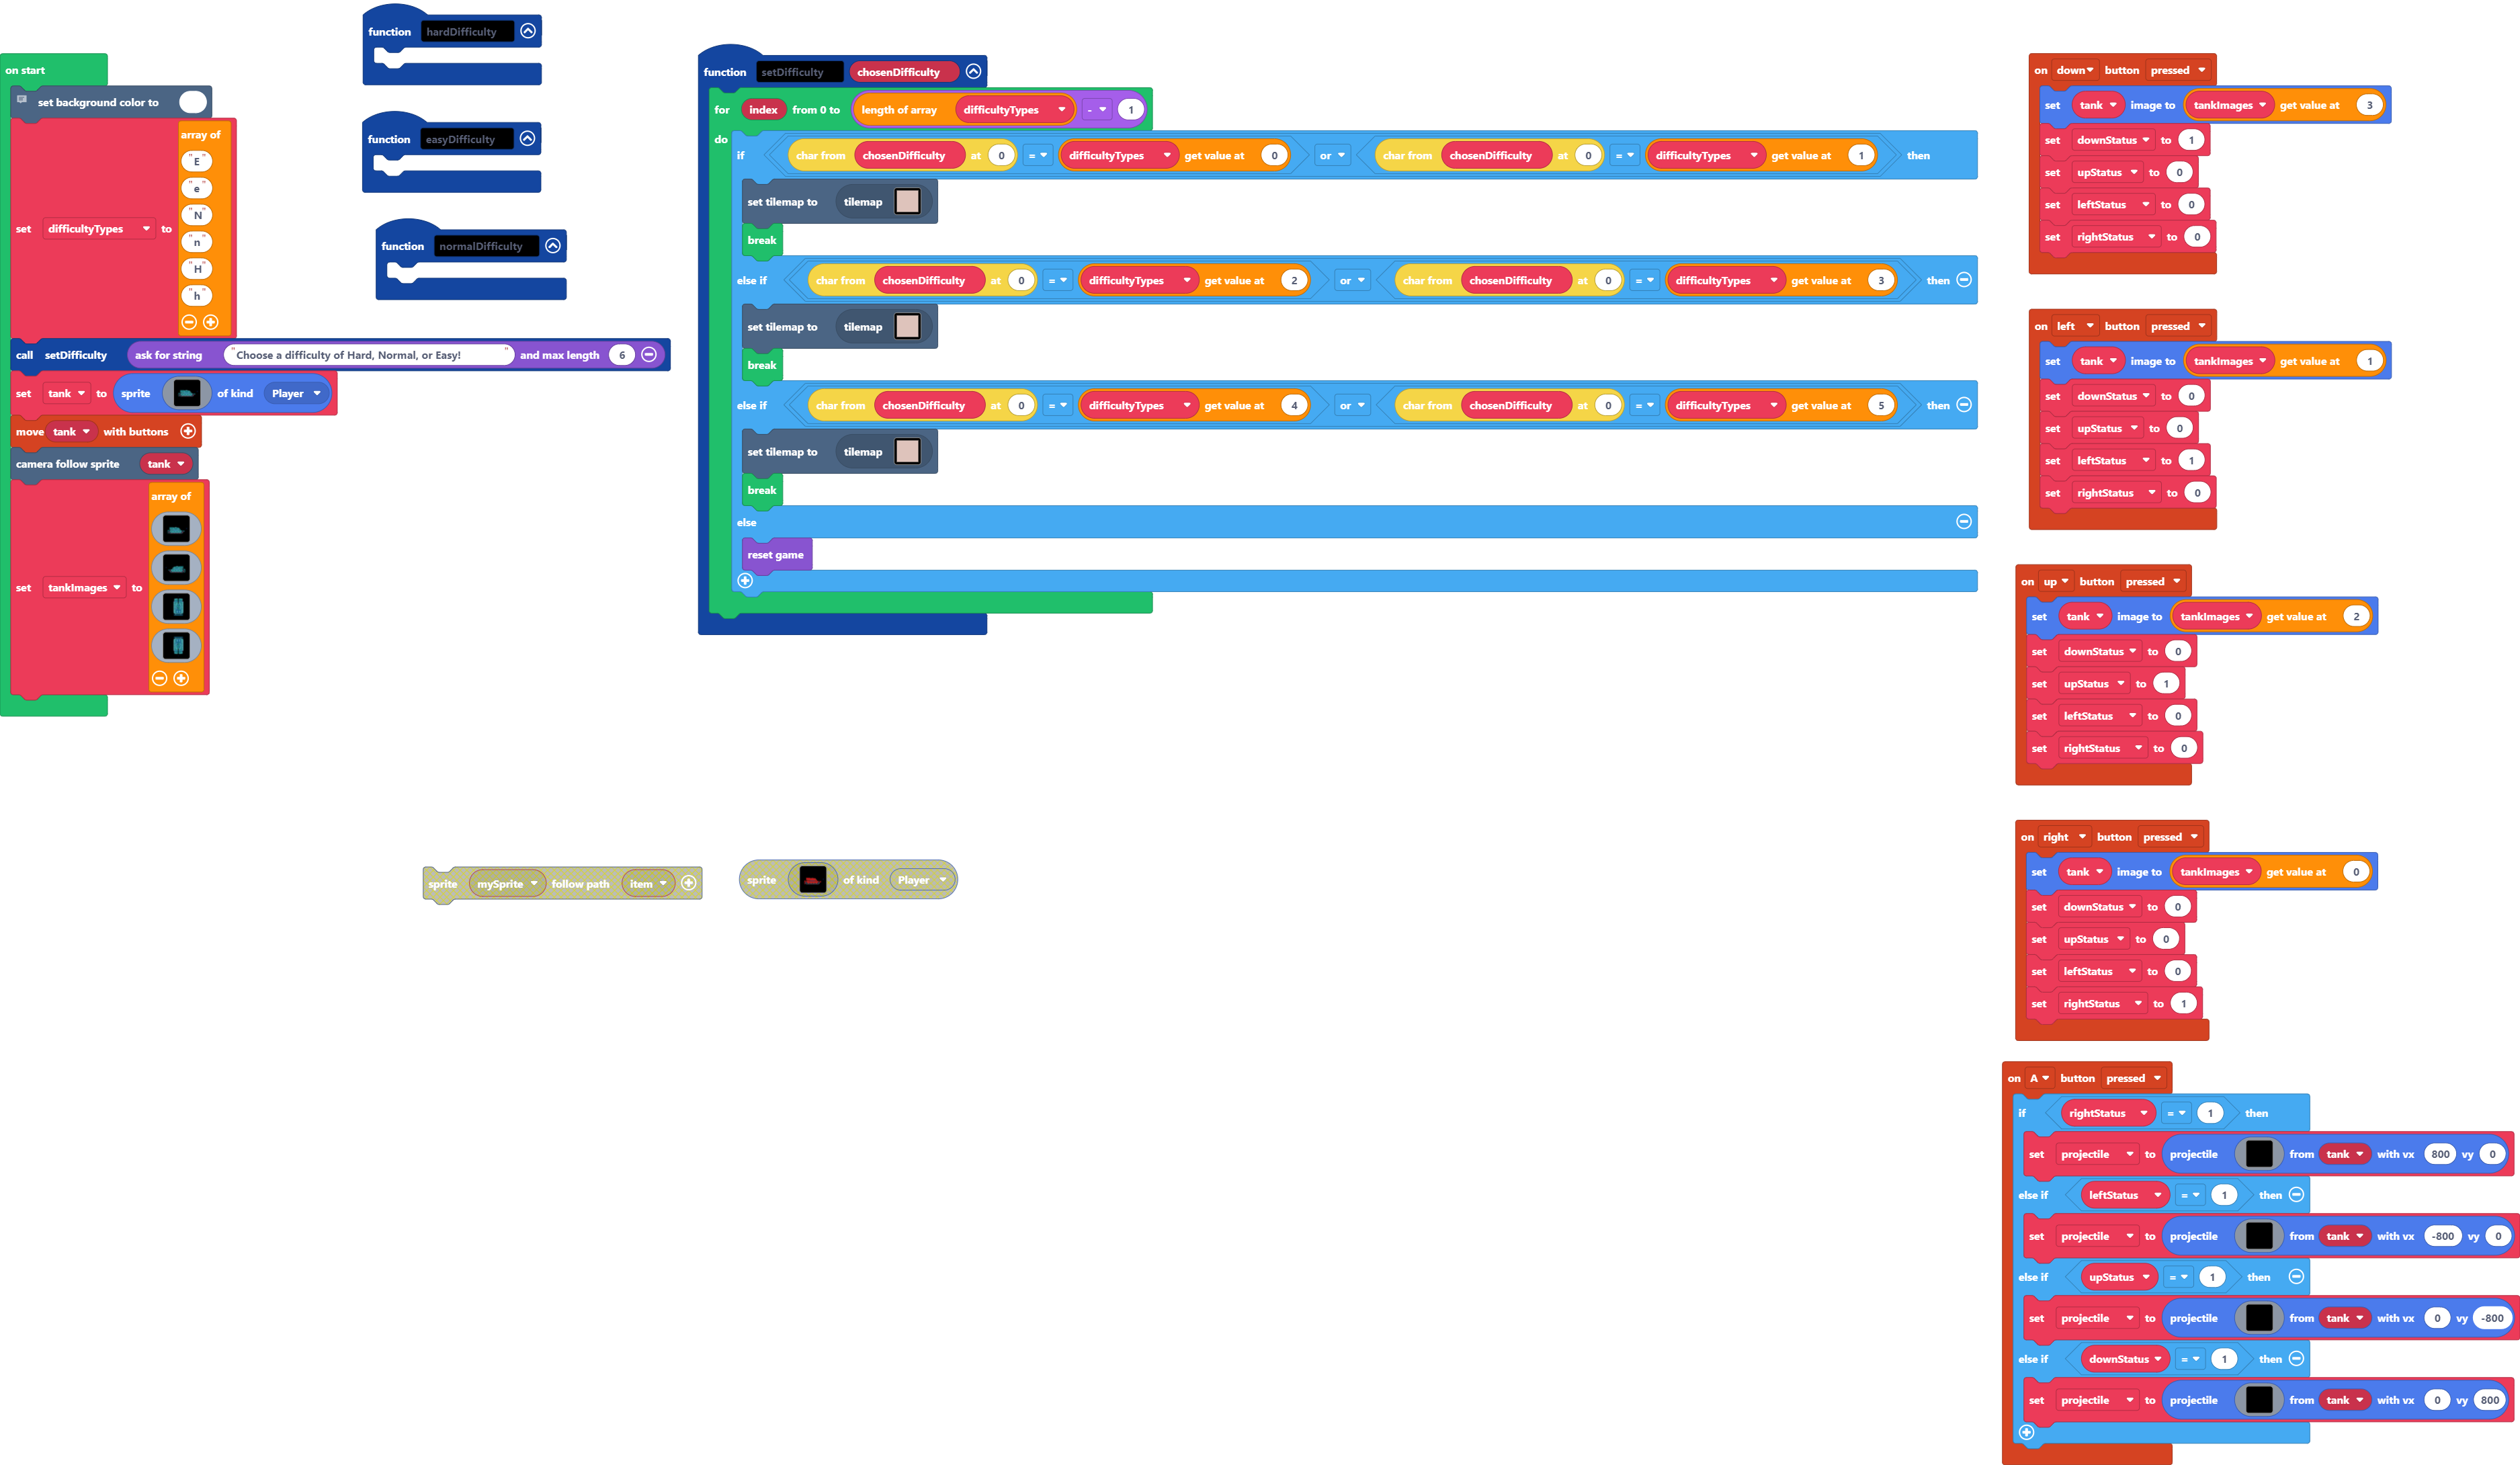 on start
set background color to
set difficultyTypes to
array of
"E"
"e"
"N"
"n"
"H"
"h"
call setDifficulty ask for string "Choose a difficulty of Hard, Normal, or Easy!" and max length 6
set tank to sprite of kind Player
move tank with buttons
camera follow sprite tank
set tankImages to
array of
function hardDifficulty
function easyDifficulty
function normalDifficulty
function setDifficulty chosenDifficulty
for index from 0 to length of array difficultyTypes - 1
do
if char from chosenDifficulty at 0 = difficultyTypes get value at 0 or char from chosenDifficulty at 0 = difficultyTypes get value at 1 then
set tilemap to tilemap
break
else if char from chosenDifficulty at 0 = difficultyTypes get value at 2 or char from chosenDifficulty at 0 = difficultyTypes get value at 3 then
set tilemap to tilemap
break
else if char from chosenDifficulty at 0 = difficultyTypes get value at 4 or char from chosenDifficulty at 0 = difficultyTypes get value at 5 then
set tilemap to tilemap
break
else
reset game
sprite mySprite follow path item
sprite of kind Player
on down button pressed
set tank image to tankImages get value at 3
set downStatus to 1
set upStatus to 0
set leftStatus to 0
set rightStatus to 0
on left button pressed
set tank image to tankImages get value at 1
set downStatus to 0
set upStatus to 0
set leftStatus to 1
set rightStatus to 0
on up button pressed
set tank image to tankImages get value at 2
set downStatus to 0
set upStatus to 1
set leftStatus to 0
set rightStatus to 0
on right button pressed
set tank image to tankImages get value at 0
set downStatus to 0
set upStatus to 0
set leftStatus to 0
set rightStatus to 1
on A button pressed
if rightStatus = 1 then
set projectile to projectile from tank with vx 800 vy 0
else if leftStatus = 1 then
set projectile to projectile from tank with vx -800 vy 0
else if upStatus = 1 then
set projectile to projectile from tank with vx 0 vy -800
else if downStatus = 1 then
set projectile to projectile from tank with vx 0 vy 800